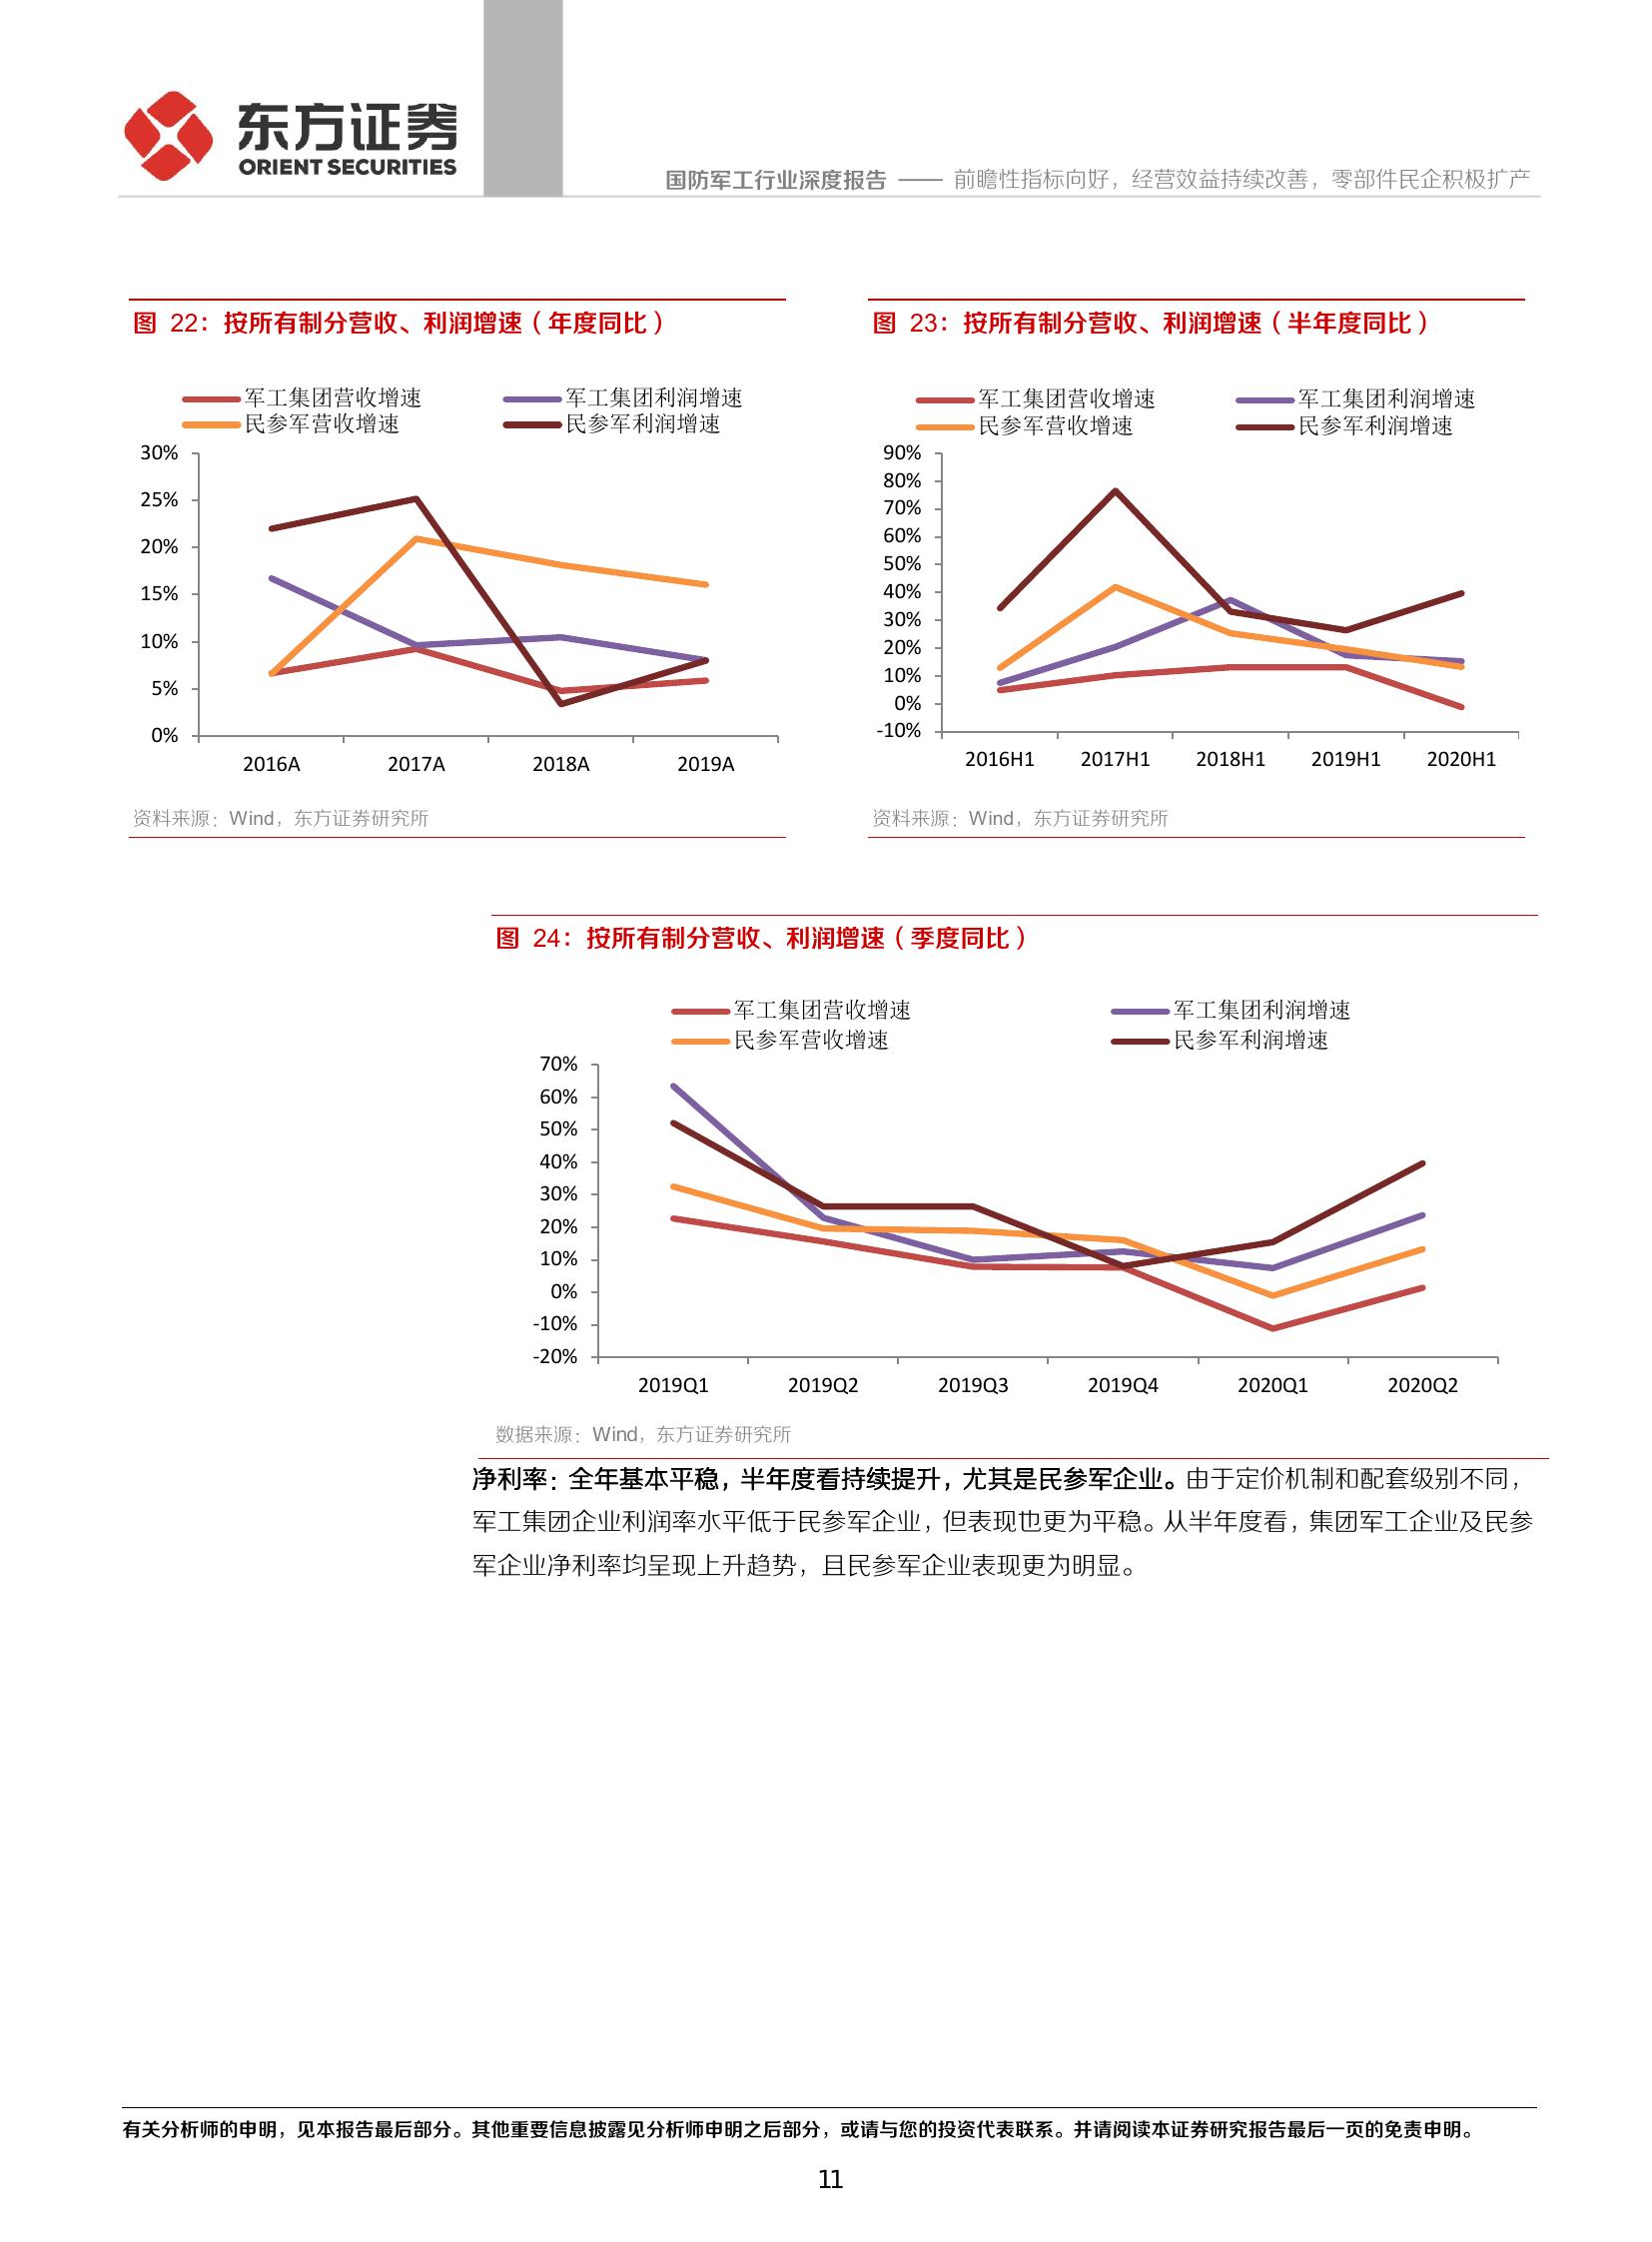 东方证券
ORIENT SECURITIES
国防军工行业深度报告 —— 前瞻性指标向好，经营效益持续改善，零部件民企积极扩产
图 22：按所有制分营收、利润增速（年度同比）
军工集团营收增速 军工集团利润增速
民参军营收增速 民参军利润增速
30%
25%
20%
15%
10%
5%
0%
2016A 2017A 2018A 2019A
资料来源：Wind，东方证券研究所
图 23：按所有制分营收、利润增速（半年度同比）
军工集团营收增速 军工集团利润增速
民参军营收增速 民参军利润增速
90%
80%
70%
60%
50%
40%
30%
20%
10%
0%
-10%
2016H1 2017H1 2018H1 2019H1 2020H1
资料来源：Wind，东方证券研究所
图 24：按所有制分营收、利润增速（季度同比）
军工集团营收增速 军工集团利润增速
民参军营收增速 民参军利润增速
70%
60%
50%
40%
30%
20%
10%
0%
-10%
-20%
2019Q1 2019Q2 2019Q3 2019Q4 2020Q1 2020Q2
数据来源：Wind，东方证券研究所
净利率：全年基本平稳，半年度看持续提升，尤其是民参军企业。由于定价机制和配套级别不同，
军工集团企业利润率水平低于民参军企业，但表现也更为平稳。从半年度看，集团军工企业及民参
军企业净利率均呈现上升趋势，且民参军企业表现更为明显。
有关分析师的申明，见本报告最后部分。其他重要信息披露见分析师申明之后部分，或请与您的投资代表联系。并请阅读本证券研究报告最后一页的免责申明。
11